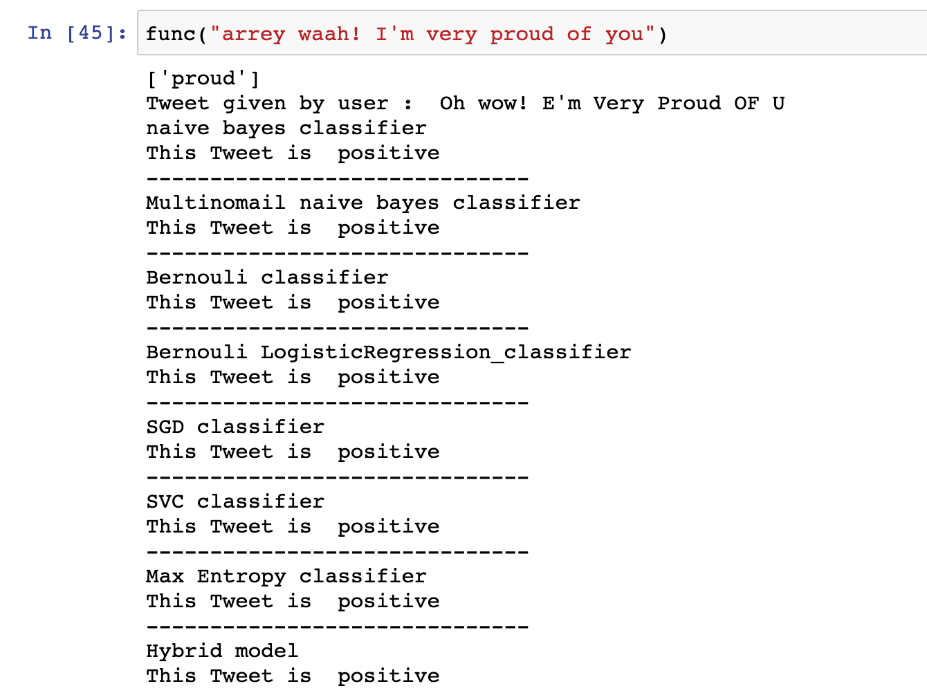 In [45]: func("arrey waah! I'm very proud of you")
['proud']
Tweet given by user :  Oh wow! E'm Very Proud OF U
naive bayes classifier
This Tweet is  positive
------------------------------
Multinomail naive bayes classifier
This Tweet is  positive
------------------------------
Bernouli classifier
This Tweet is  positive
------------------------------
Bernouli LogisticRegression_classifier
This Tweet is  positive
------------------------------
SGD classifier
This Tweet is  positive
------------------------------
SVC classifier
This Tweet is  positive
------------------------------
Max Entropy classifier
This Tweet is  positive
------------------------------
Hybrid model
This Tweet is  positive